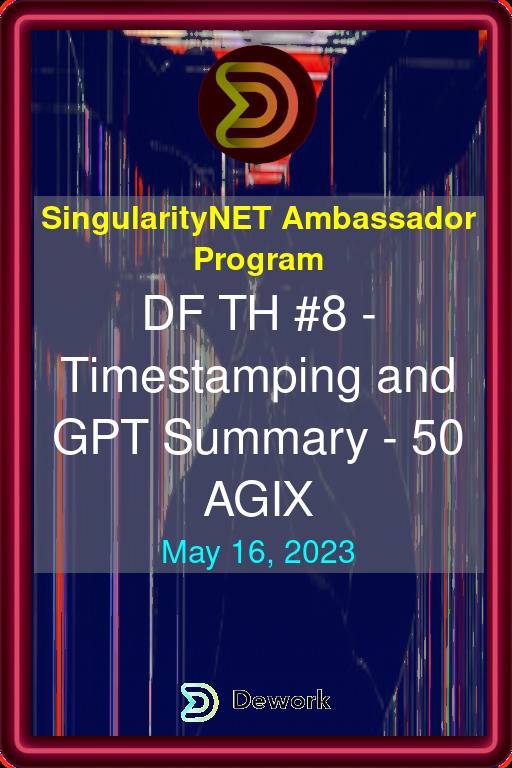 SingularityNET Ambassador
Program
DF TH #8 -
Timestamping and
GPT Summary - 50
AGIX
May 16, 2023
Dework